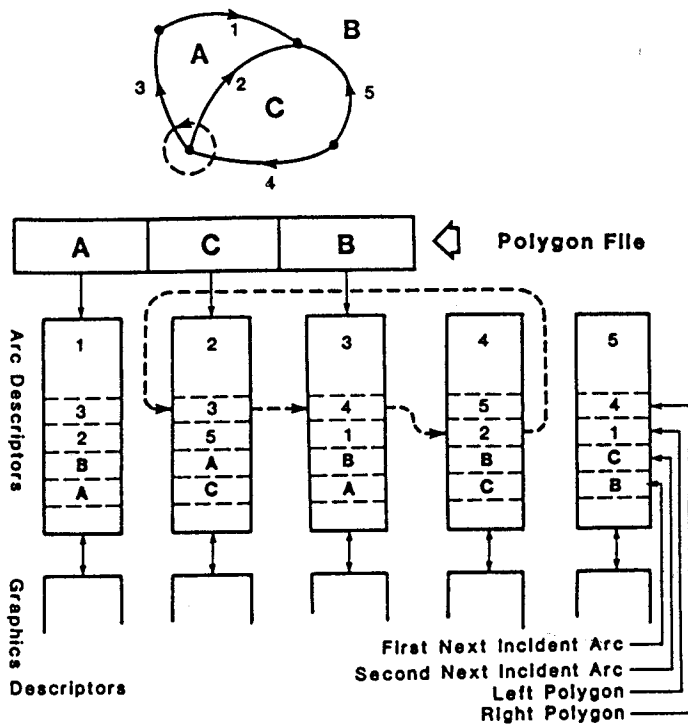 1
B
A
3
2
5
C
4
A C B
Polygon File
Arc Descriptors
1 2 3 4 5
3 3 4 5 4
2 5 1 2 1
B A B B C
A C A C B
Graphics
Descriptors
First Next Incident Arc
Second Next Incident Arc
Left Polygon
Right Polygon